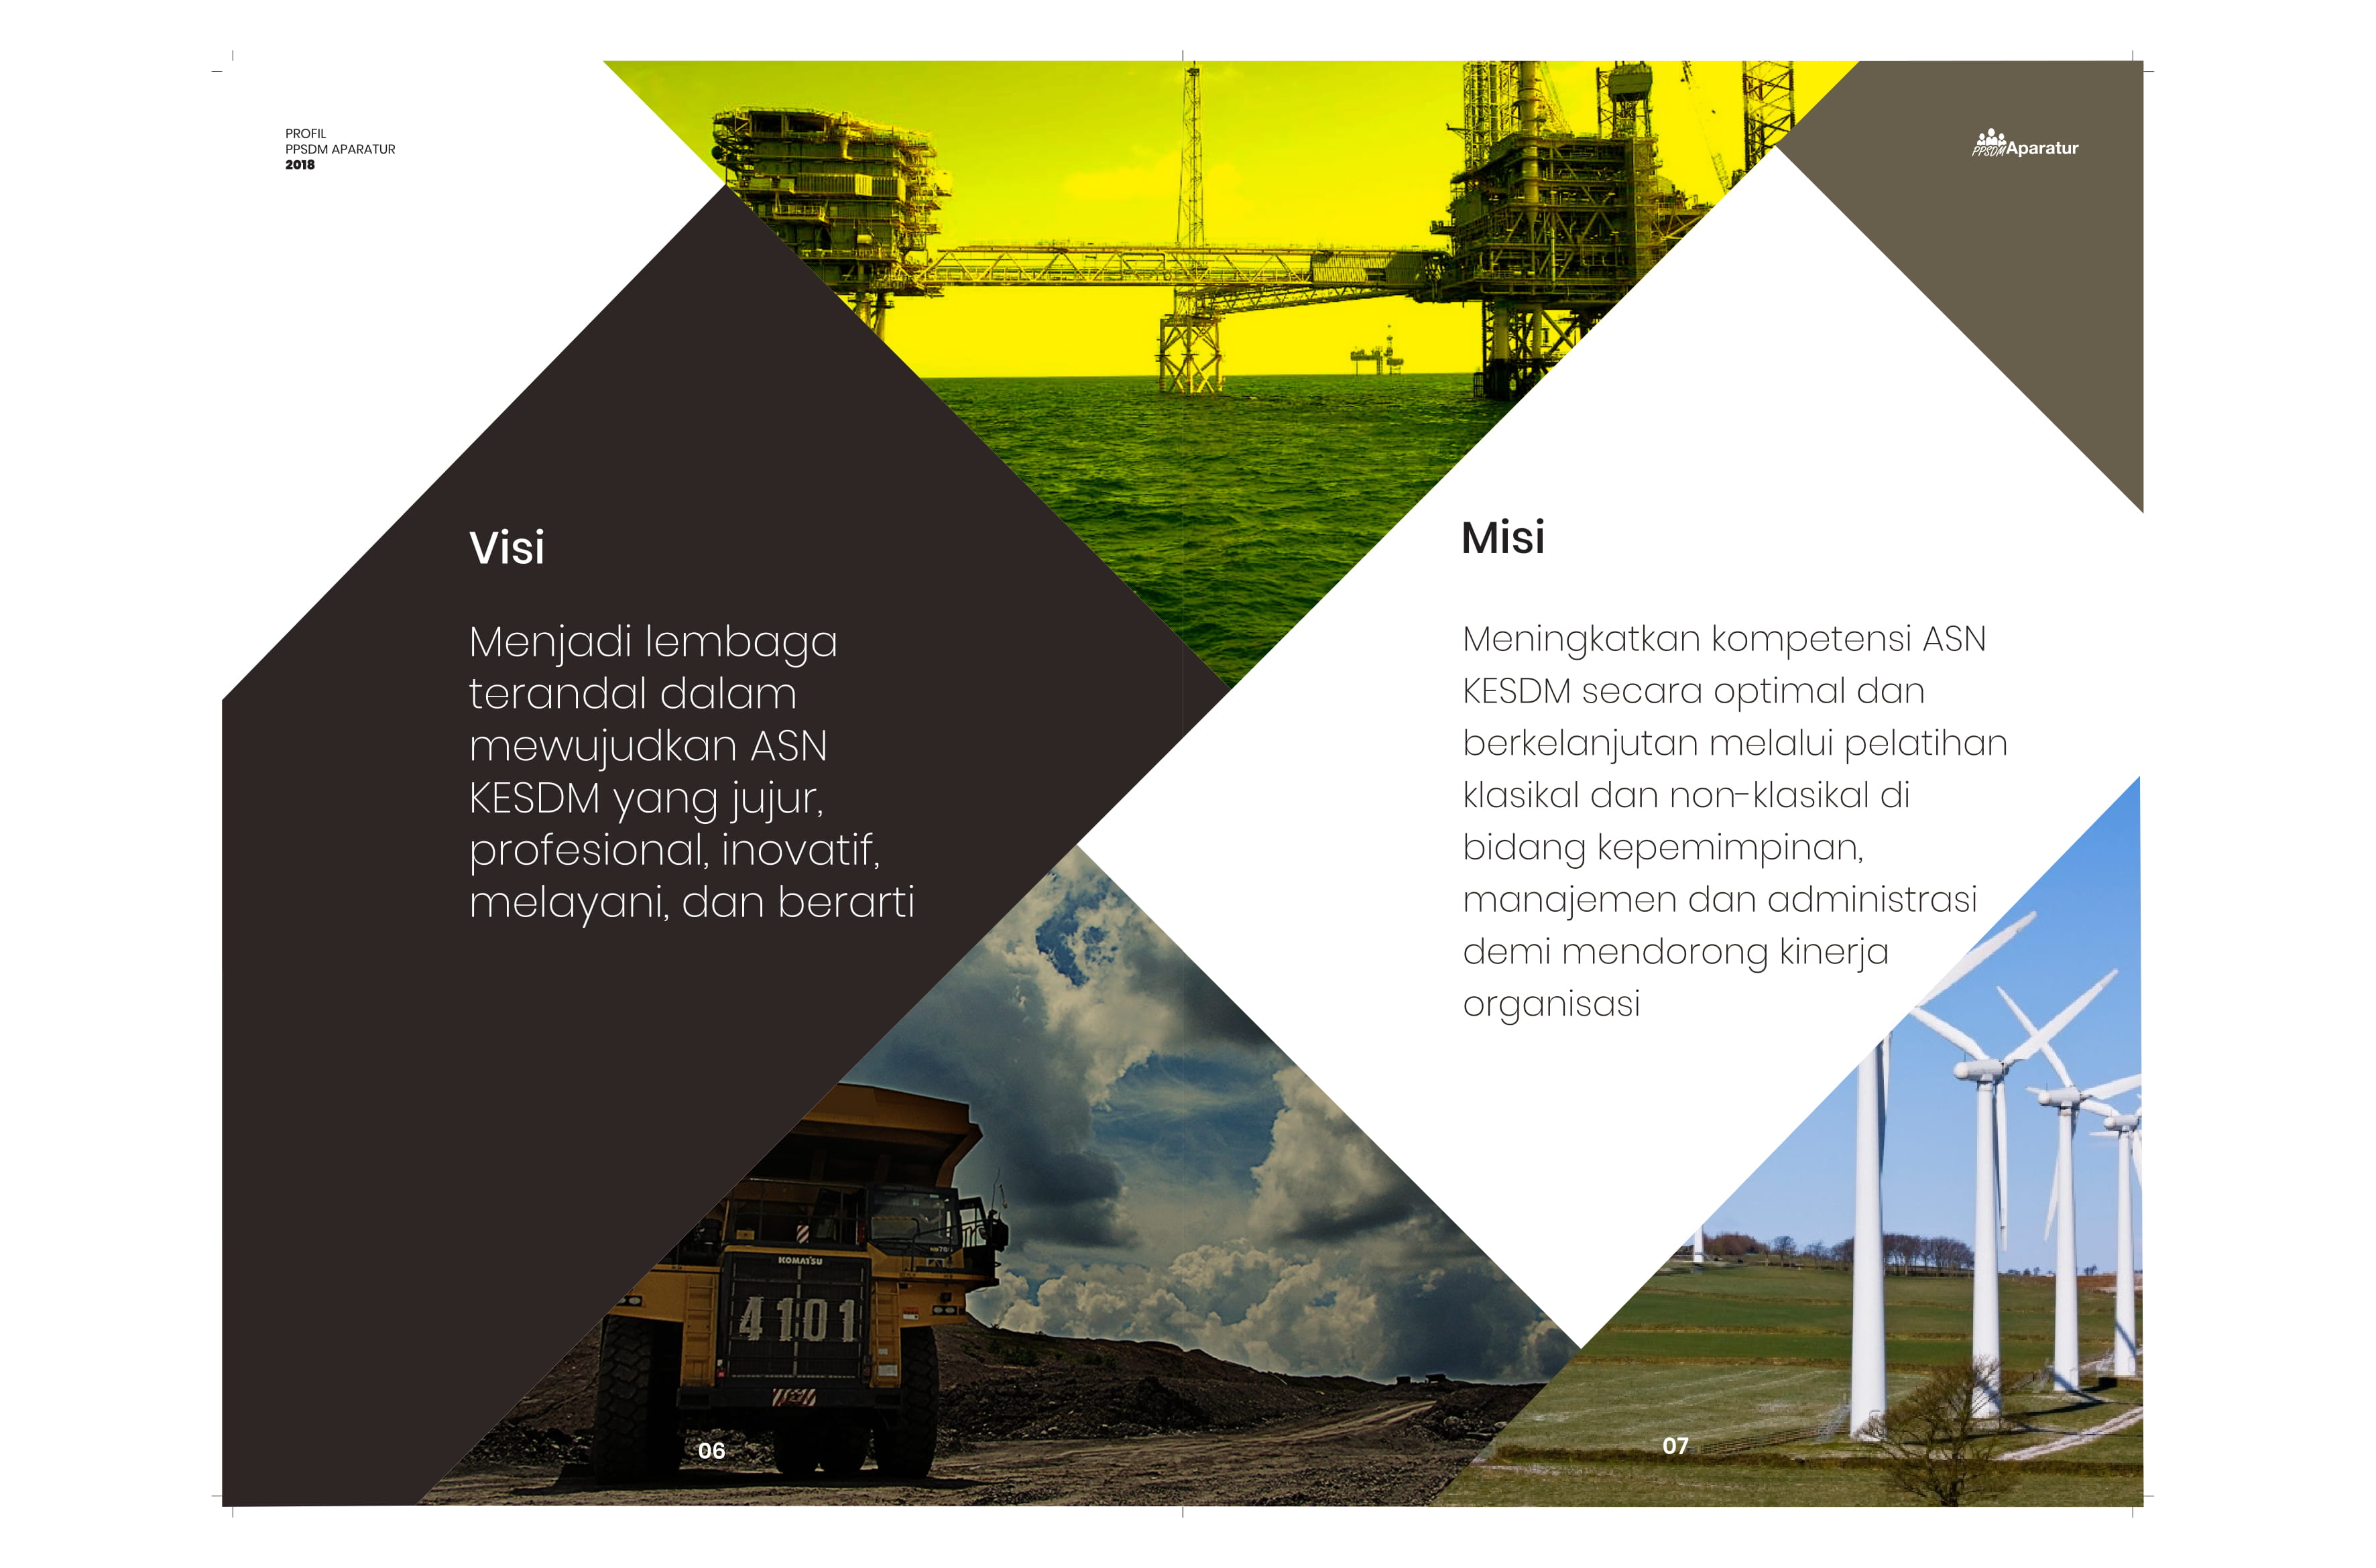 PROFIL
PPSDM APARATUR
2018
PPSDM Aparatur
Visi
Menjadi lembaga
terandal dalam
mewujudkan ASN
KESDM yang jujur,
profesional, inovatif,
melayani, dan berarti
Misi
Meningkatkan kompetensi ASN
KESDM secara optimal dan
berkelanjutan melalui pelatihan
klasikal dan non-klasikal di
bidang kepemimpinan,
manajemen dan administrasi
demi mendorong kinerja
organisasi
KOMATSU
4101
06
07